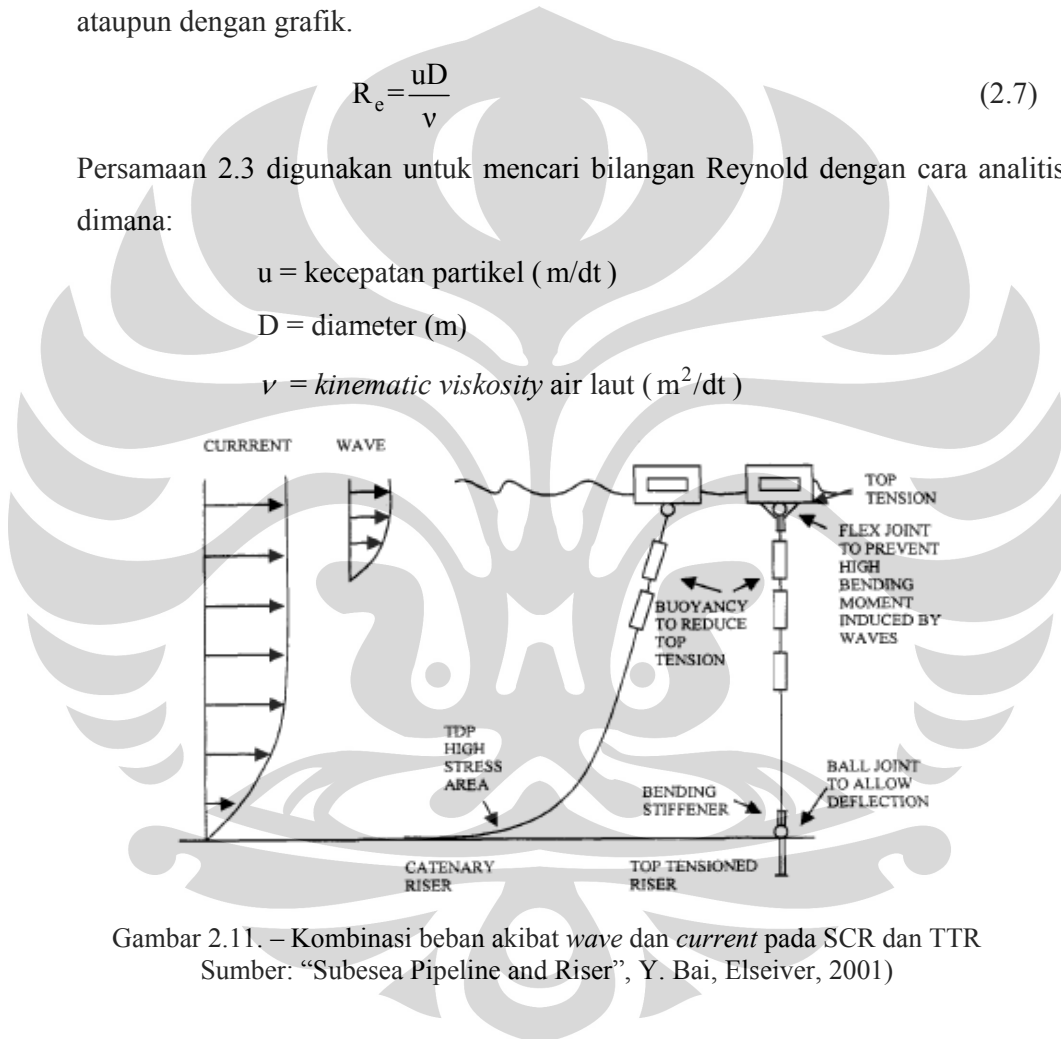 ataupun dengan grafik.
Re=uD/ν (2.7)
Persamaan 2.3 digunakan untuk mencari bilangan Reynold dengan cara analitis
dimana:
u = kecepatan partikel ( m/dt )
D = diameter (m)
ν = kinematic viskosity air laut ( m²/dt )
CURRRENT
WAVE
TOP
TENSION
FLEX JOINT
TO PREVENT
HIGH
BENDING
MOMENT
INDUCED BY
WAVES
BUOYANCY
TO REDUCE
TOP
TENSION
TDP
HIGH
STRESS
AREA
BENDING
STIFFENER
BALL JOINT
TO ALLOW
DEFLECTION
CATENARY
RISER
TOP TENSIONED
RISER
Gambar 2.11. – Kombinasi beban akibat wave dan current pada SCR dan TTR
Sumber: “Subesea Pipeline and Riser”, Y. Bai, Elseiver, 2001)